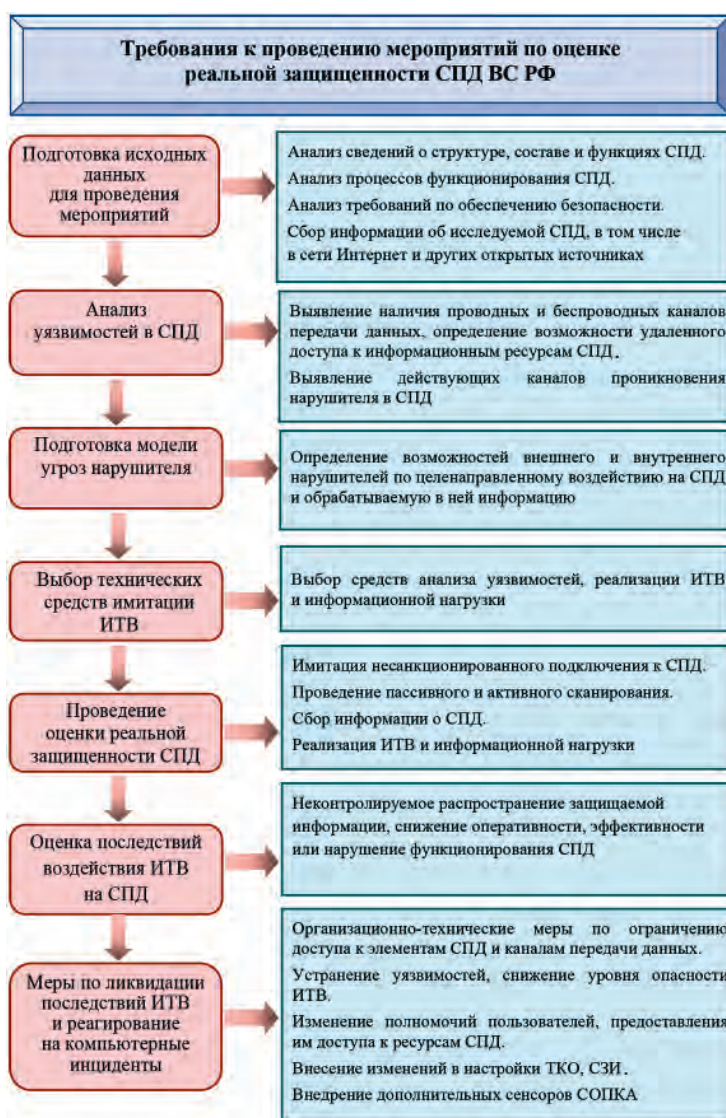 Требования к проведению мероприятий по оценке
реальной защищенности СПД ВС РФ
Подготовка исходных
данных
для проведения
мероприятий
Анализ сведений о структуре, составе и функциях СПД.
Анализ процессов функционирования СПД.
Анализ требований по обеспечению безопасности.
Сбор информации об исследуемой СПД, в том числе
в сети Интернет и других открытых источниках
Анализ
уязвимостей в СПД
Выявление наличия проводных и беспроводных каналов
передачи данных, определение возможности удаленного
доступа к информационным ресурсам СПД.
Выявление действующих каналов проникновения
нарушителя в СПД
Подготовка модели
угроз нарушителя
Определение возможностей внешнего и внутреннего
нарушителей по целенаправленному воздействию на СПД
и обрабатываемую в ней информацию
Выбор технических
средств имитации
ИТВ
Выбор средств анализа уязвимостей, реализации ИТВ
и информационной нагрузки
Проведение
оценки реальной
защищенности СПД
Имитация несанкционированного подключения к СПД.
Проведение пассивного и активного сканирования.
Сбор информации о СПД.
Реализация ИТВ и информационной нагрузки
Оценка последствий
воздействия ИТВ
на СПД
Неконтролируемое распространение защищаемой
информации, снижение оперативности, эффективности
или нарушение функционирования СПД
Меры по ликвидации
последствий ИТВ
и реагирование
на компьютерные
инциденты
Организационно-технические меры по ограничению
доступа к элементам СПД и каналам передачи данных.
Устранение уязвимостей, снижение уровня опасности
ИТВ.
Изменение полномочий пользователей, предоставления
им доступа к ресурсам СПД.
Внесение изменений в настройки ТКО, СЗИ.
Внедрение дополнительных сенсоров СОПКА